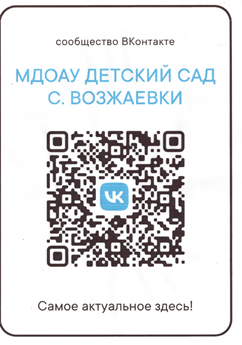 сообщество ВКонтакте
МДОАУ ДЕТСКИЙ САД
С. ВОЗЖАЕВКИ
Самое актуальное здесь!